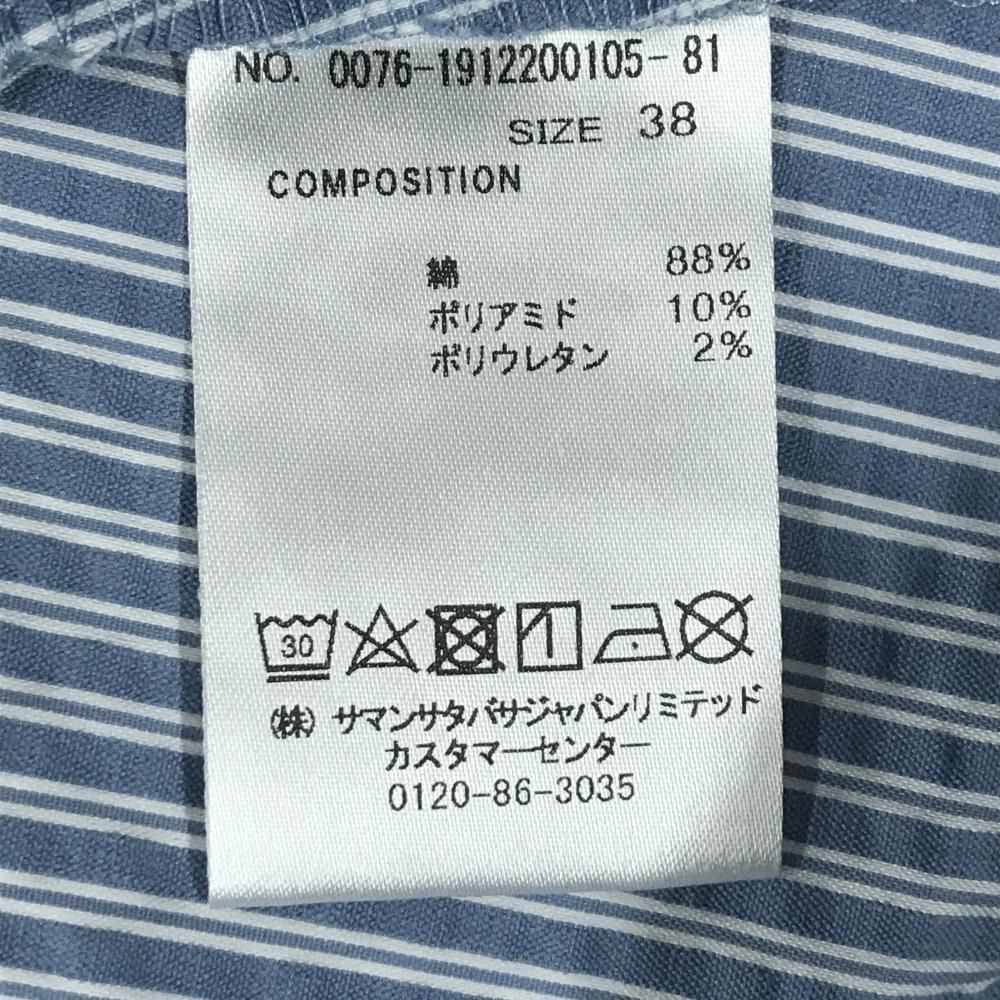 NO. 0076-1912200105-81
SIZE 38
COMPOSITION
綿 88%
ポリアミド 10%
ポリウレタン 2%
30
(株) サマンサタバサジャパンリミテッド
カスタマーセンター
0120-86-3035